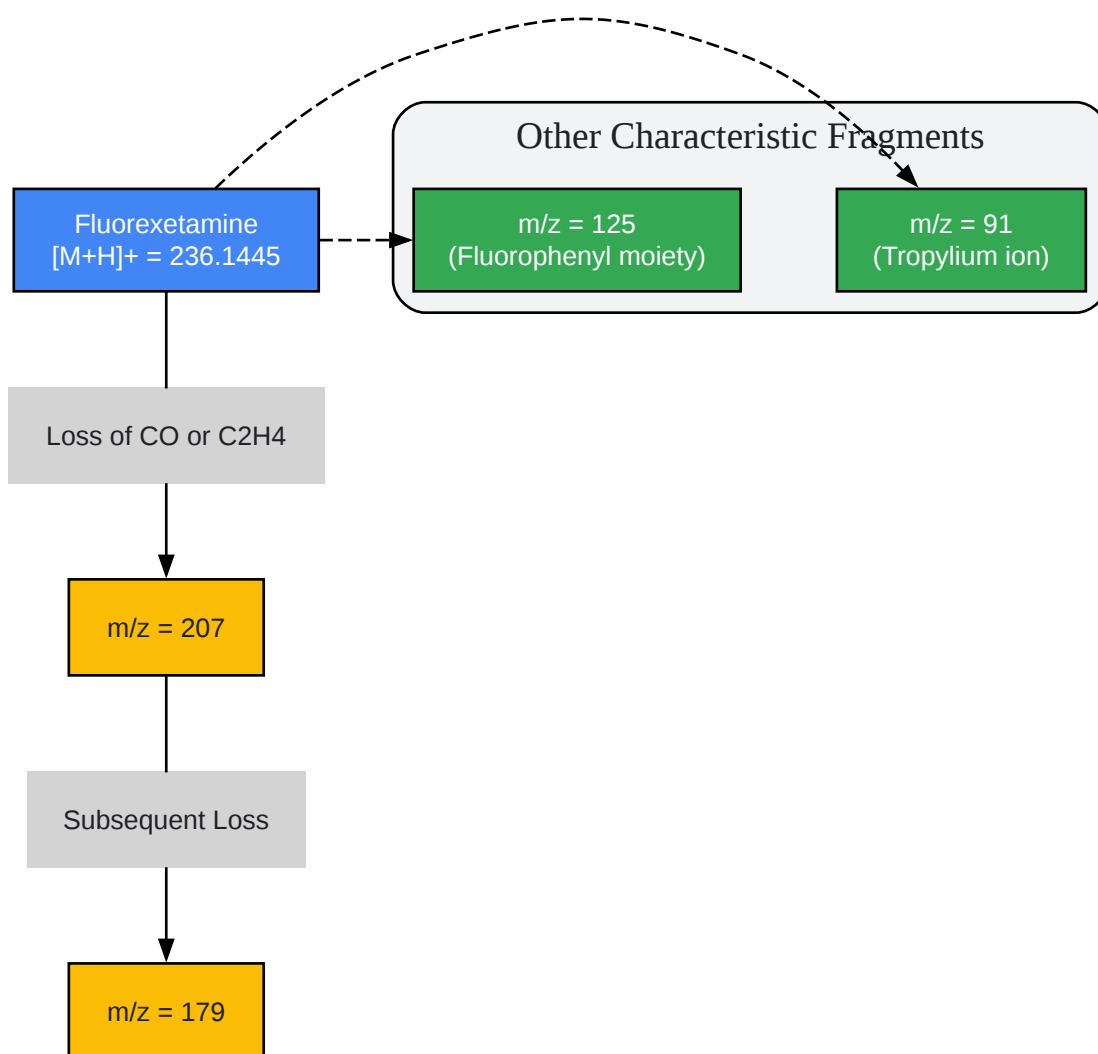 Other Characteristic Fragments
Fluorexetamine
[M+H]+ = 236.1445
m/z = 125
(Fluorophenyl moiety)
m/z = 91
(Tropylium ion)
Loss of CO or C2H4
m/z = 207
Subsequent Loss
m/z = 179